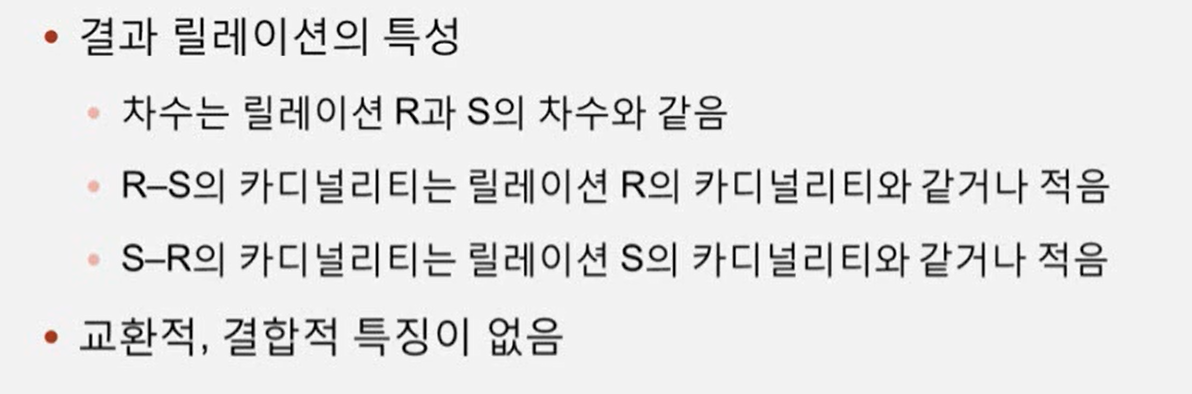 • 결과 릴레이션의 특성
• 차수는 릴레이션 R과 S의 차수와 같음
• R–S의 카디널리티는 릴레이션 R의 카디널리티와 같거나 적음
• S–R의 카디널리티는 릴레이션 S의 카디널리티와 같거나 적음
• 교환적, 결합적 특징이 없음